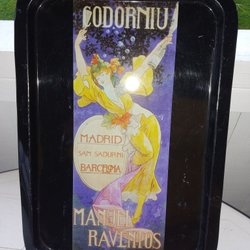 CODORNIU
MADRID
SAN SADURNI
BARCELONA
MANUEL
RAVENTOS